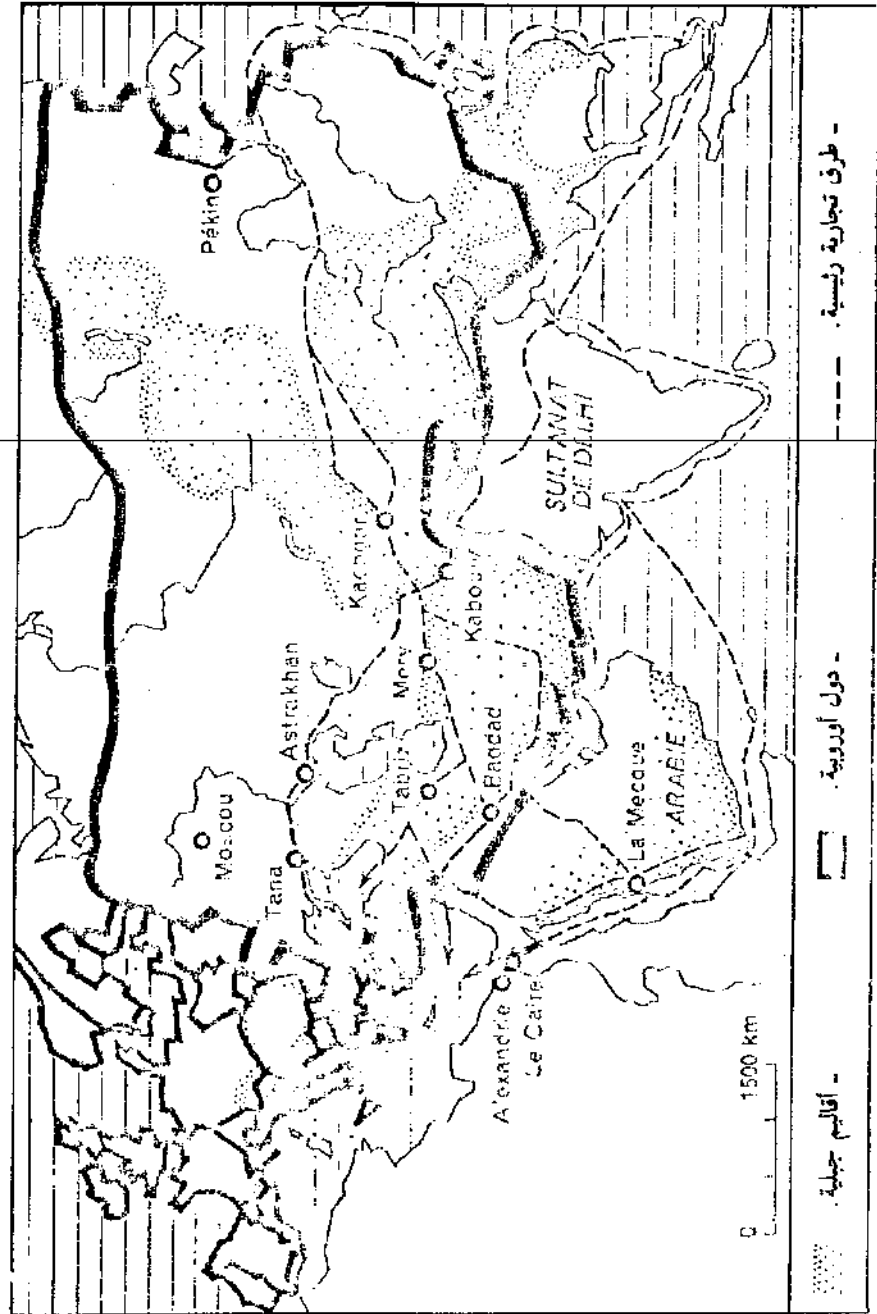 Pékin
Moscou
Astrakhan
Tana
Kachgar
Merv
Kaboul
Tabriz
Bagdad
SULTANAT
DE DELHI
La Mecque
ARABIE
Alexandrie
Le Caire
0 1500 km
- أقاليم جبلية.
- دول أوروبية.
- طرق تجارية رئيسية.